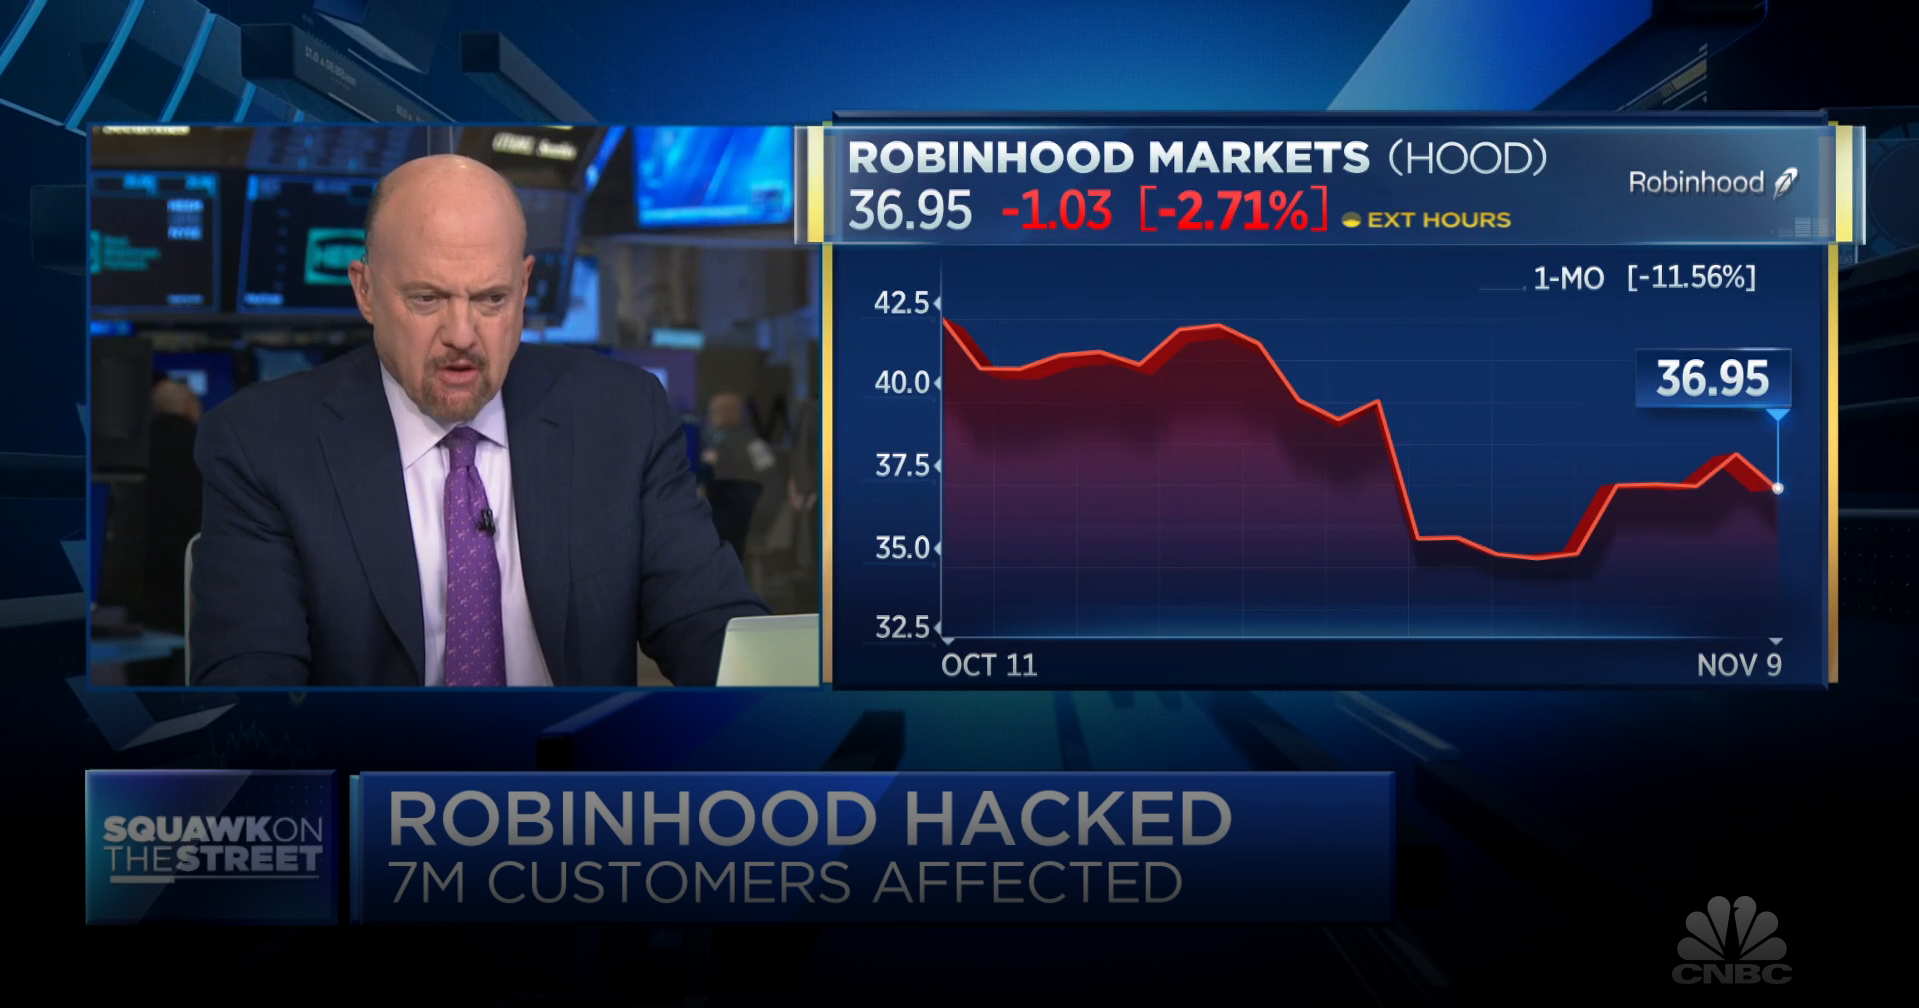 ROBINHOOD MARKETS (HOOD)
36.95 -1.03 [-2.71%] EXT HOURS
Robinhood
1-MO [-11.56%]
42.5
40.0
37.5
35.0
32.5
36.95
OCT 11
NOV 9
SQUAWK ON
THE STREET
ROBINHOOD HACKED
7M CUSTOMERS AFFECTED
CNBC